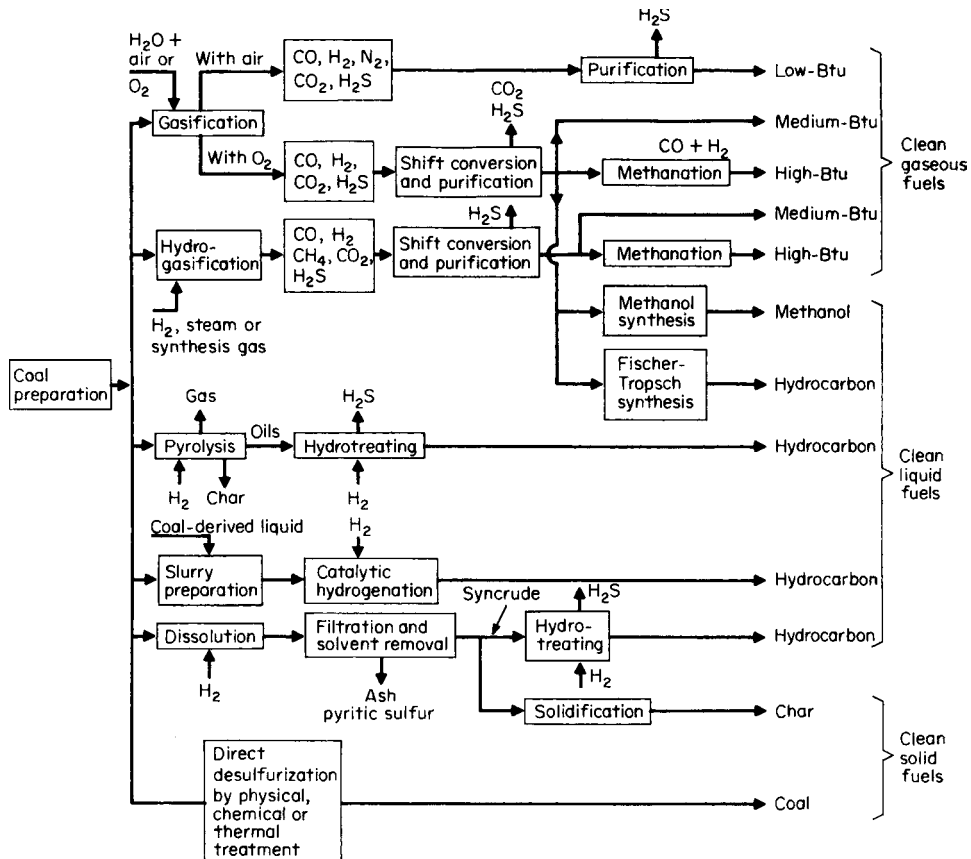 H₂O +
air or
O₂
With air
CO, H₂, N₂,
CO₂, H₂S
H₂S
Purification
Low-Btu
Gasification
With O₂
CO, H₂,
CO₂, H₂S
CO₂
H₂S
Shift conversion
and purification
Medium-Btu
CO + H₂
Methanation
High-Btu
Clean
gaseous
fuels
Hydro-
gasification
CO, H₂
CH₄, CO₂,
H₂S
H₂S
Shift conversion
and purification
Medium-Btu
Methanation
High-Btu
H₂, steam or
synthesis gas
Methanol
synthesis
Methanol
Coal
preparation
Fischer-
Tropsch
synthesis
Hydrocarbon
Gas
Pyrolysis
Oils
H₂S
Hydrotreating
Hydrocarbon
H₂
Char
H₂
Clean
liquid
fuels
Coal-derived liquid
H₂
Slurry
preparation
Catalytic
hydrogenation
Hydrocarbon
Dissolution
H₂
Filtration and
solvent removal
Syncrude
H₂S
Hydro-
treating
Hydrocarbon
H₂
Ash
pyritic sulfur
Solidification
Char
Clean
solid
fuels
Direct
desulfurization
by physical,
chemical or
thermal
treatment
Coal